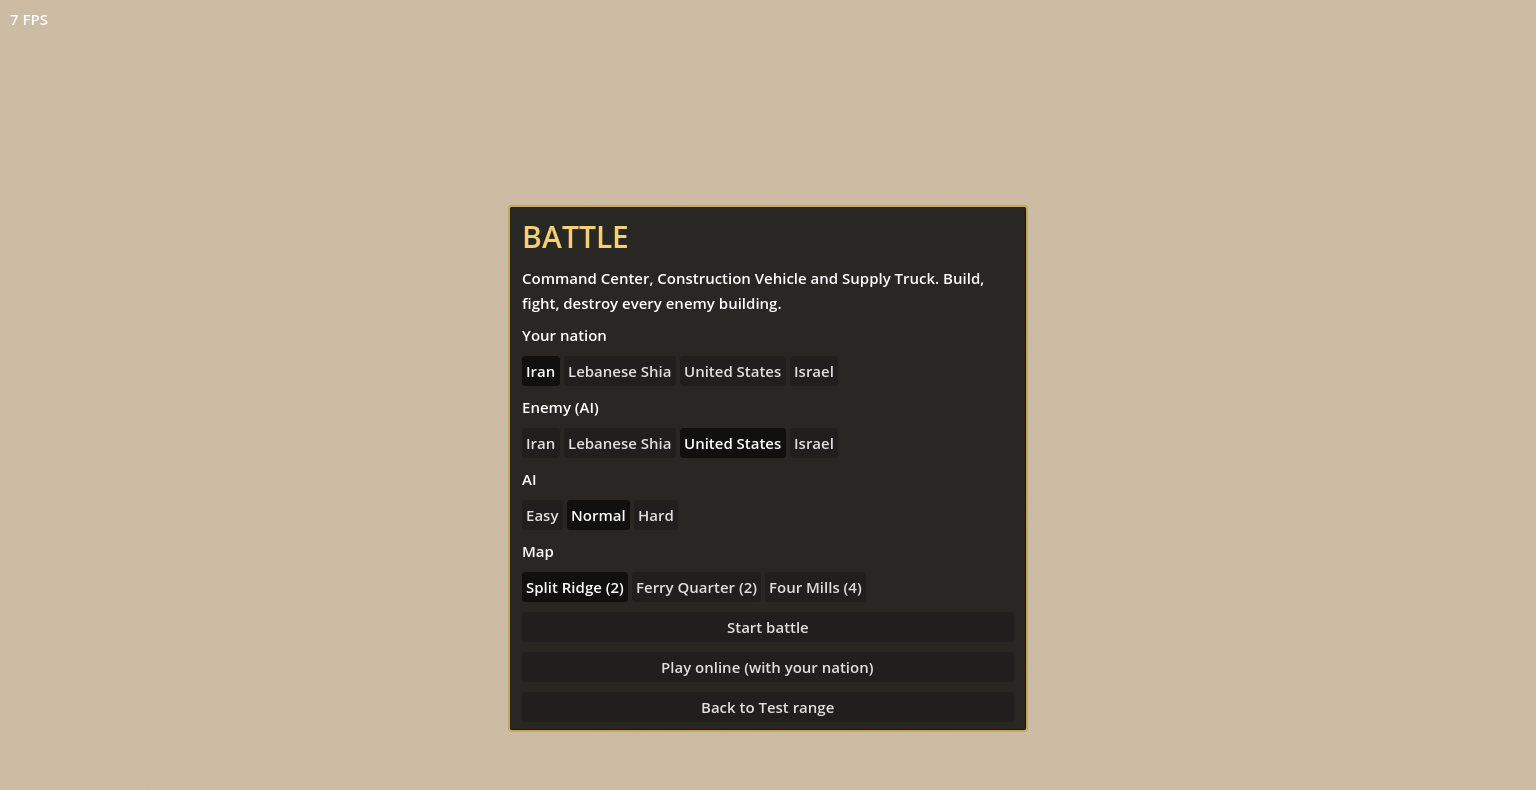 7 FPS
BATTLE
Command Center, Construction Vehicle and Supply Truck. Build,
fight, destroy every enemy building.
Your nation
Iran Lebanese Shia United States Israel
Enemy (AI)
Iran Lebanese Shia United States Israel
AI
Easy Normal Hard
Map
Split Ridge (2) Ferry Quarter (2) Four Mills (4)
Start battle
Play online (with your nation)
Back to Test range